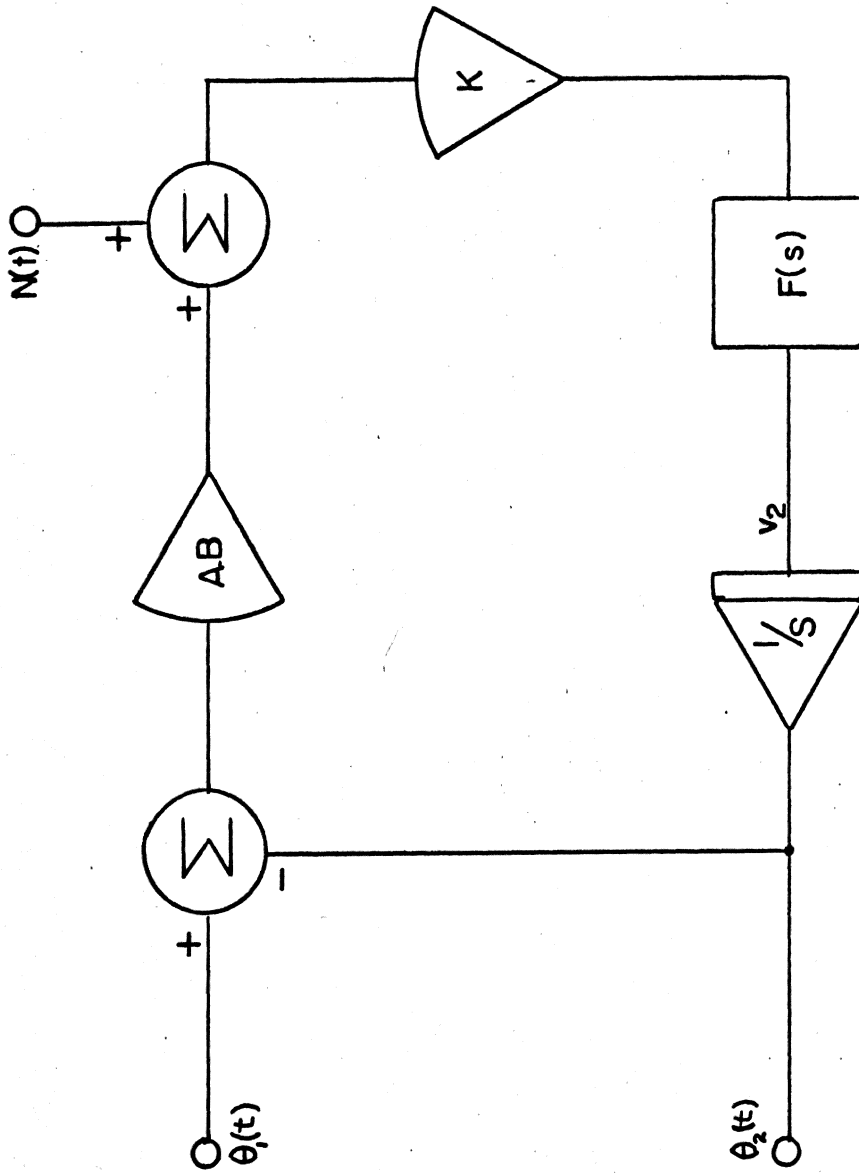 N(t)
+
Σ
+
K
AB
F(s)
Σ
+
-
V₂
1/S
θ₁(t)
θ₂(t)